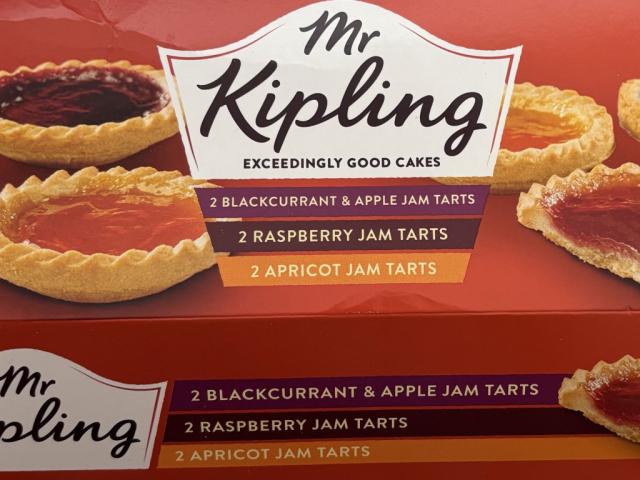 Mr
Kipling
EXCEEDINGLY GOOD CAKES
2 BLACKCURRANT & APPLE JAM TARTS
2 RASPBERRY JAM TARTS
2 APRICOT JAM TARTS
Mr
pling
2 BLACKCURRANT & APPLE JAM TARTS
2 RASPBERRY JAM TARTS
2 APRICOT JAM TARTS